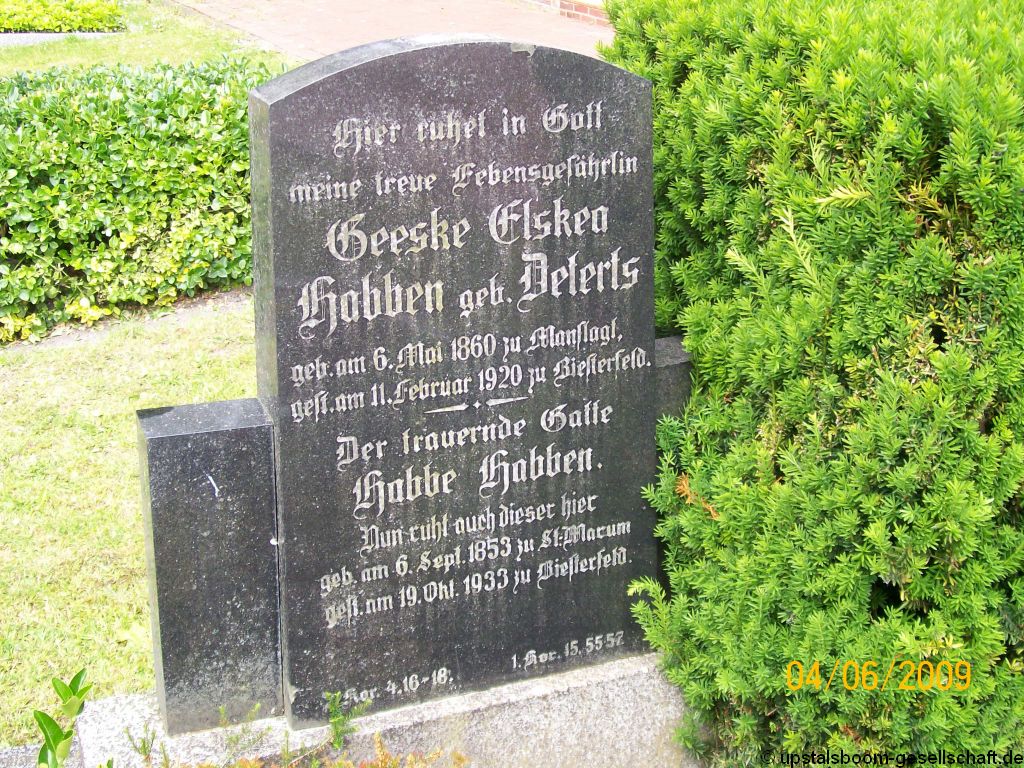 Hier ruhet in Gott
meine treue Lebensgefährtin
Geeske Elskea
Habben geb. Deterts
geb. am 6. Mai 1860 zu Manslagt,
gest. am 11. Februar 1920 zu Biesterfeld.
Der trauernde Gatte
Habbe Habben.
Nun ruht auch dieser hier
geb. am 6. Sept. 1853 zu St. Marum
gest. am 19. Okt. 1933 zu Biesterfeld.
Kor. 4, 16-18. 1. Kor. 15, 55-57
04/06/2009
© upstalsboom-gesellschaft.de